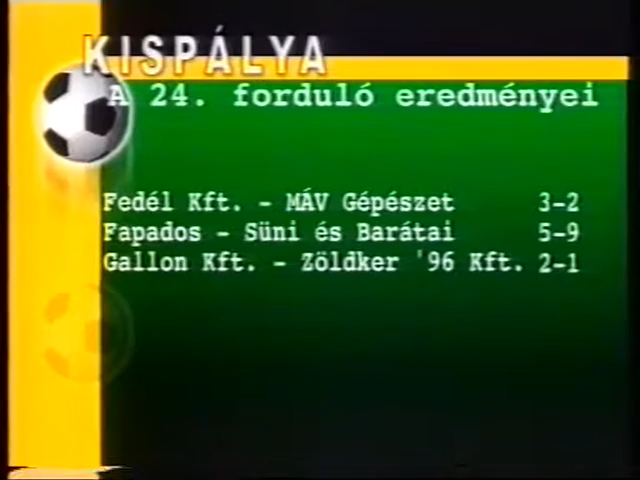 KISPÁLYA
A 24. forduló eredményei
Fedél Kft. - MÁV Gépészet 3-2
Fapados - Süni és Barátai 5-9
Gallon Kft. - Zöldker '96 Kft. 2-1